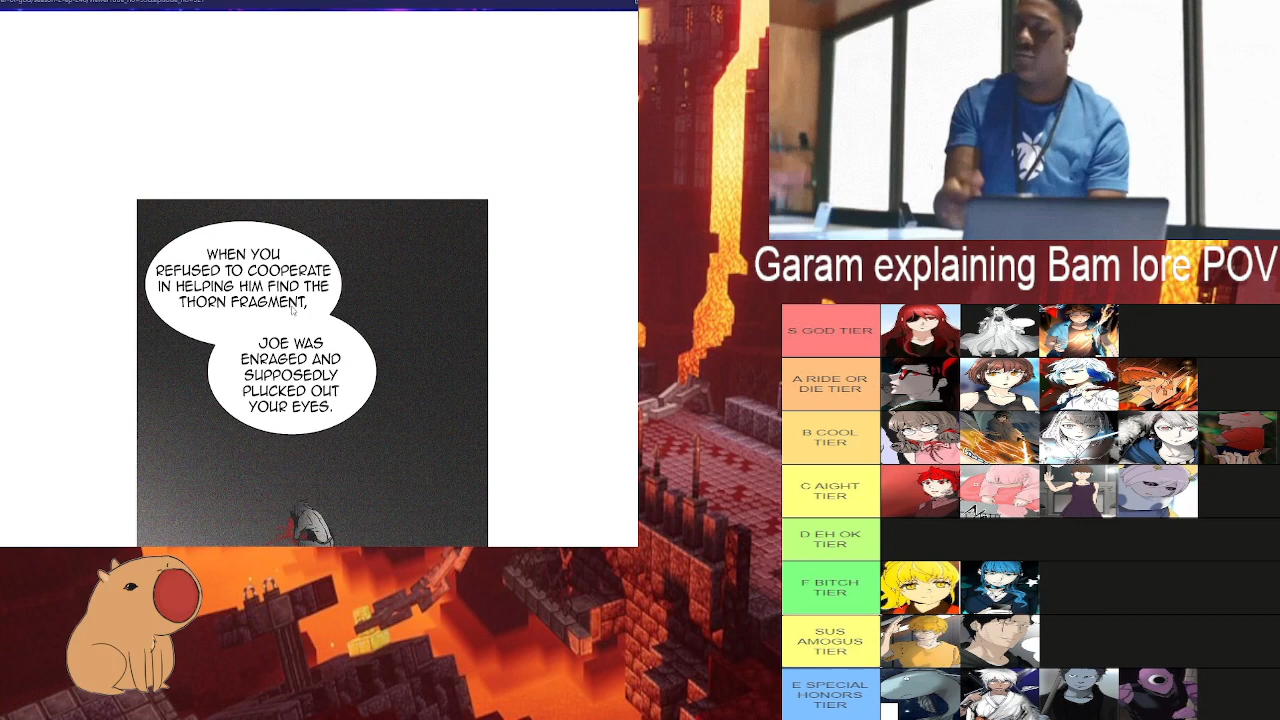 WHEN YOU
REFUSED TO COOPERATE
IN HELPING HIM FIND THE
THORN FRAGMENT,
JOE WAS
ENRAGED AND
SUPPOSEDLY
PLUCKED OUT
YOUR EYES.
Garam explaining Bam lore POV
S GOD TIER
A RIDE OR
DIE TIER
B COOL
TIER
C AIGHT
TIER
D EH OK
TIER
F BITCH
TIER
SUS
AMOGUS
TIER
E SPECIAL
HONORS
TIER